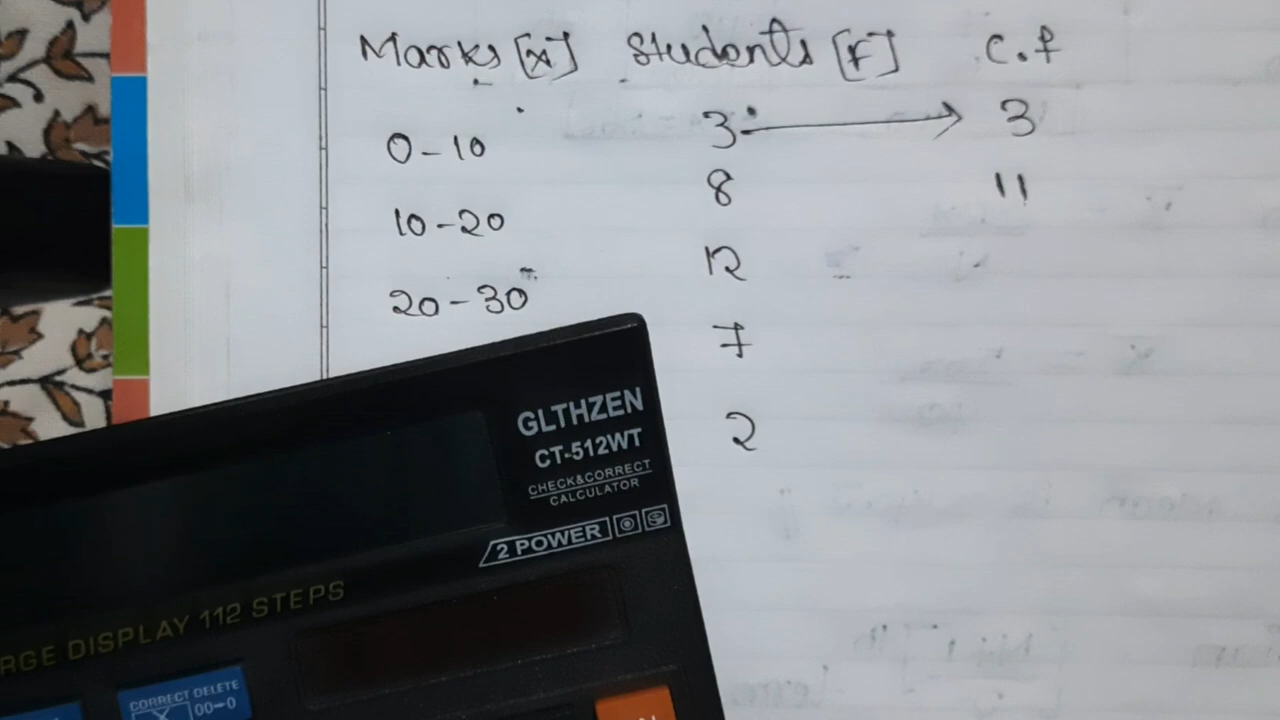 Marks [X] Students [F] C.f
0-10 3 → 3
10-20 8 11
20-30 12
7
2
GLTHZEN
CT-512WT
CHECK&CORRECT
CALCULATOR
2 POWER
RGE DISPLAY 112 STEPS
CORRECT DELETE
X 00→0